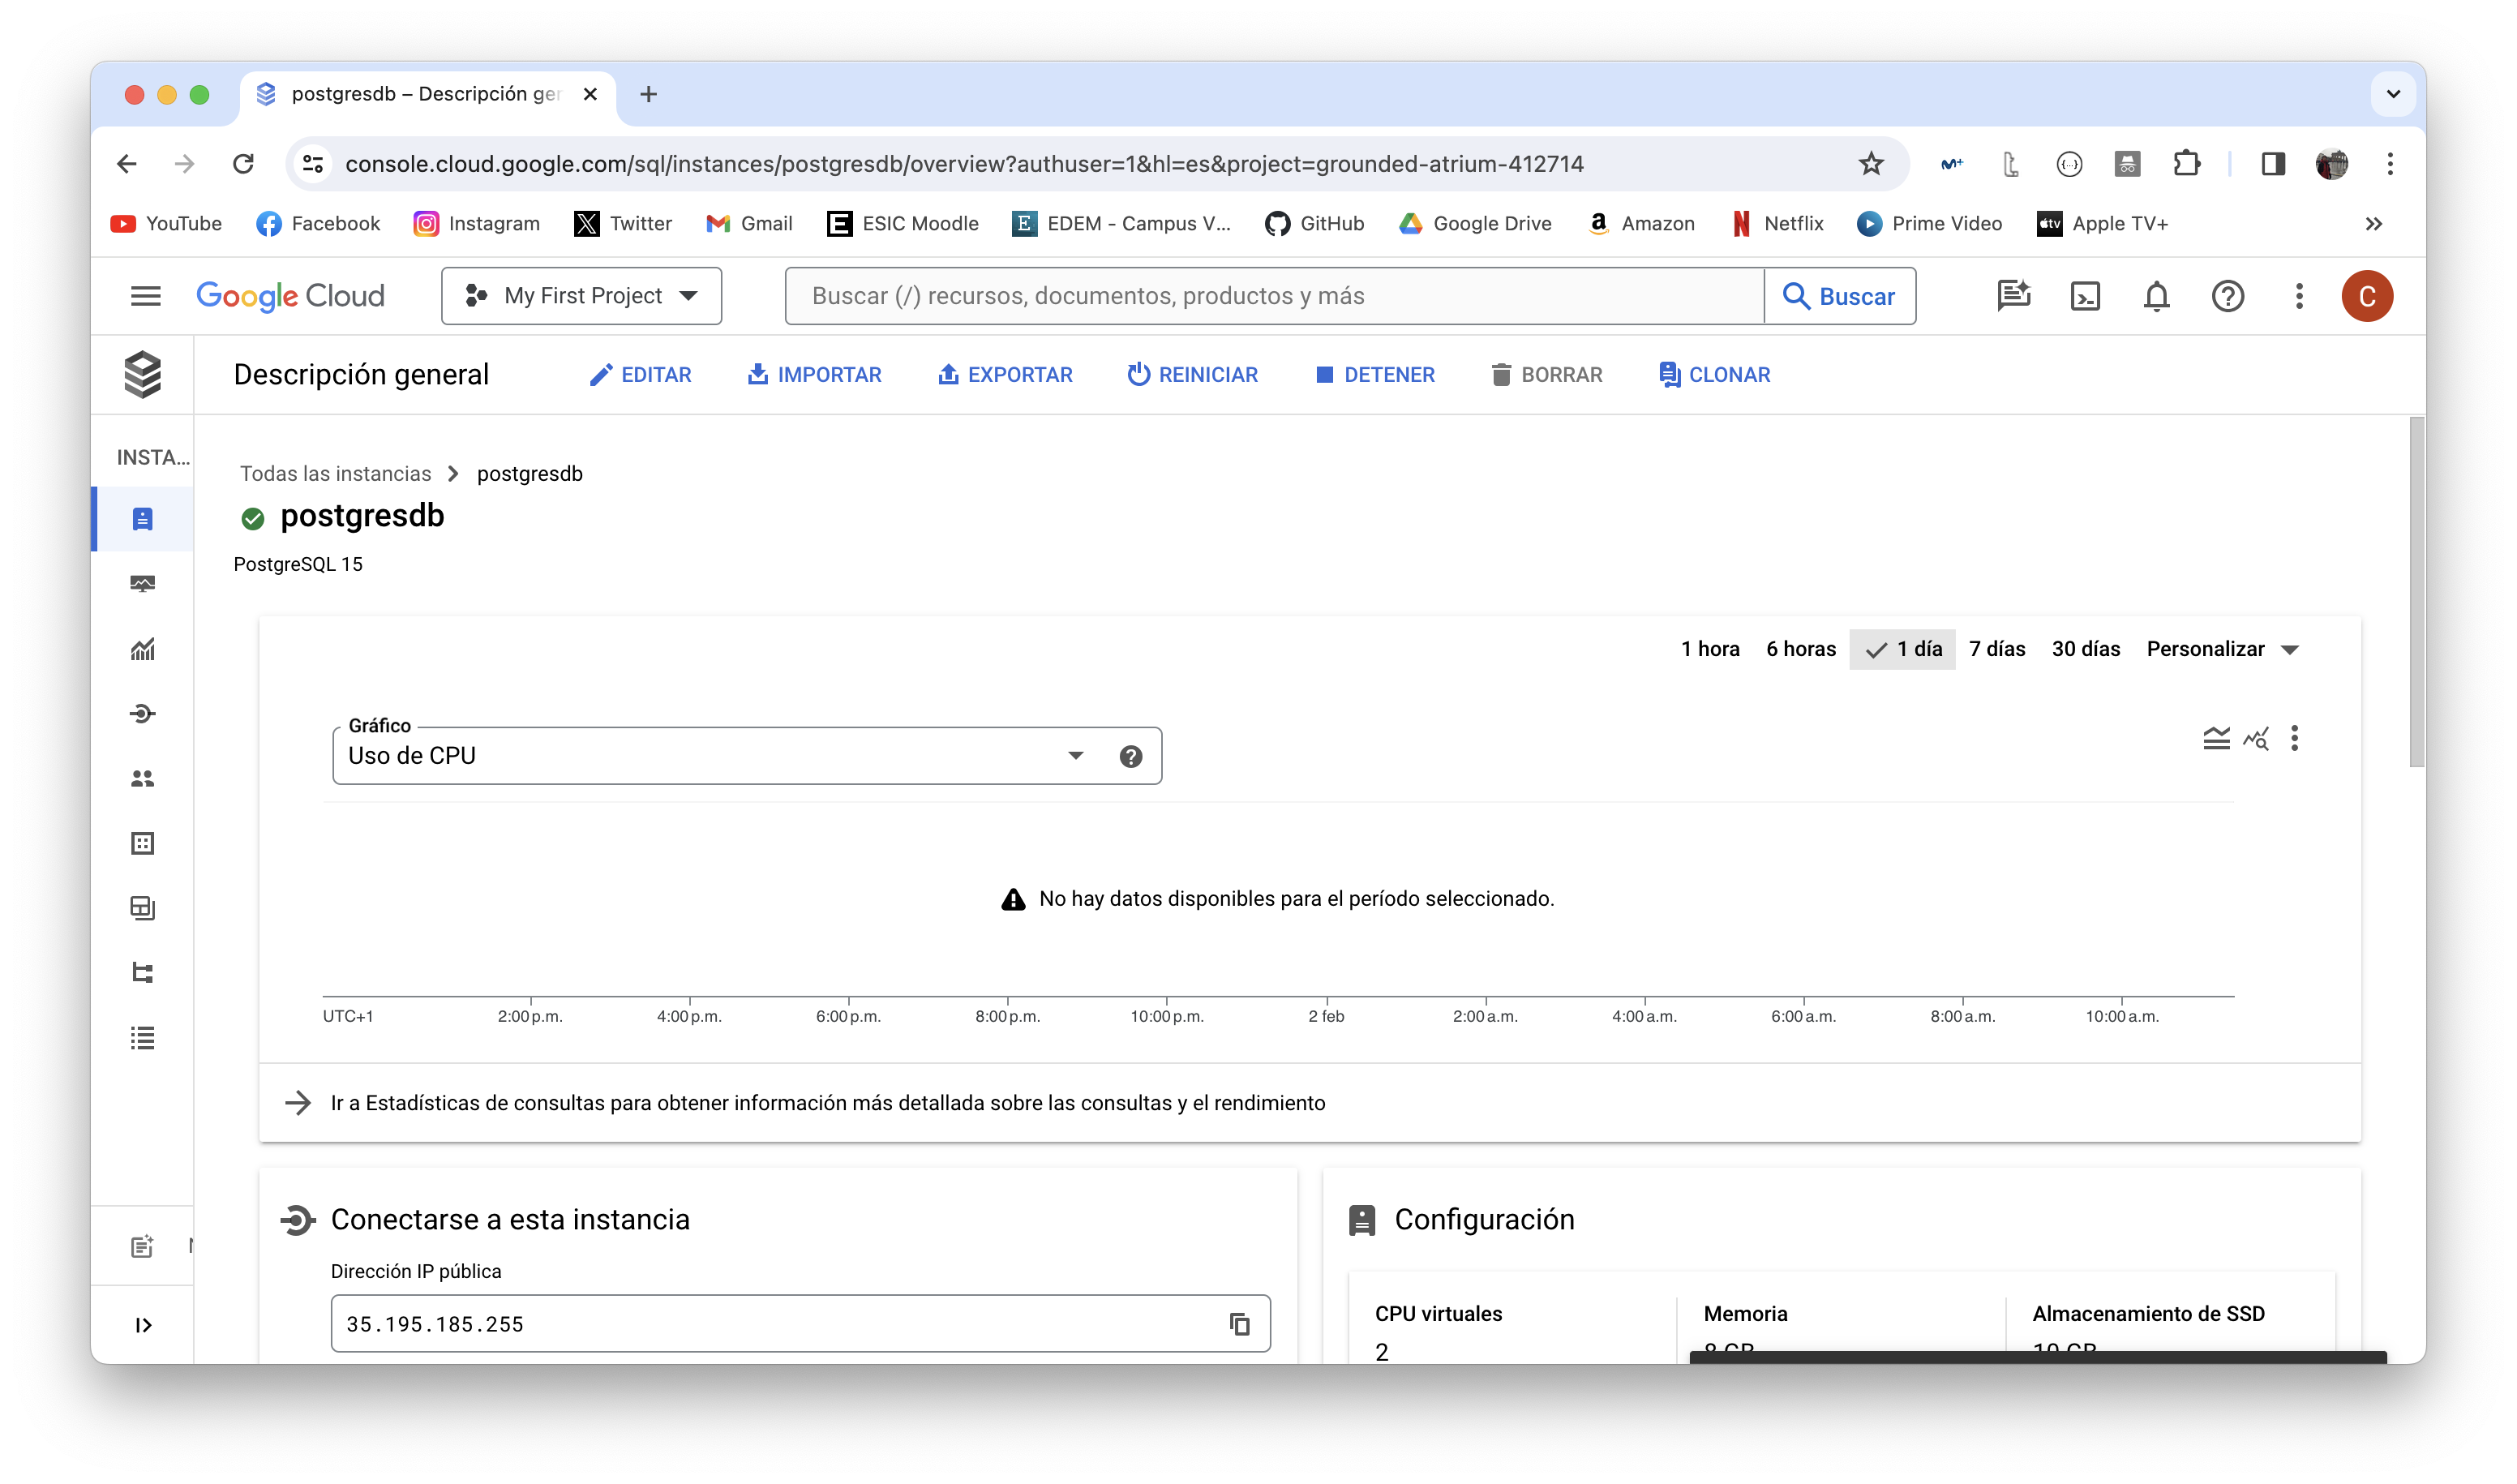 postgresdb – Descripción ger
console.cloud.google.com/sql/instances/postgresdb/overview?authuser=1&hl=es&project=grounded-atrium-412714
YouTube Facebook Instagram Twitter Gmail ESIC Moodle EDEM - Campus V... GitHub Google Drive Amazon Netflix Prime Video Apple TV+
Google Cloud My First Project Buscar (/) recursos, documentos, productos y más Buscar C
Descripción general EDITAR IMPORTAR EXPORTAR REINICIAR DETENER BORRAR CLONAR
INSTA...
Todas las instancias postgresdb
postgresdb
PostgreSQL 15
1 hora 6 horas 1 día 7 días 30 días Personalizar
Gráfico
Uso de CPU
No hay datos disponibles para el período seleccionado.
UTC+1 2:00 p.m. 4:00 p.m. 6:00 p.m. 8:00 p.m. 10:00 p.m. 2 feb 2:00 a.m. 4:00 a.m. 6:00 a.m. 8:00 a.m. 10:00 a.m.
Ir a Estadísticas de consultas para obtener información más detallada sobre las consultas y el rendimiento
Conectarse a esta instancia
Dirección IP pública
35.195.185.255
Configuración
CPU virtuales Memoria Almacenamiento de SSD
2 8 GB 10 GB